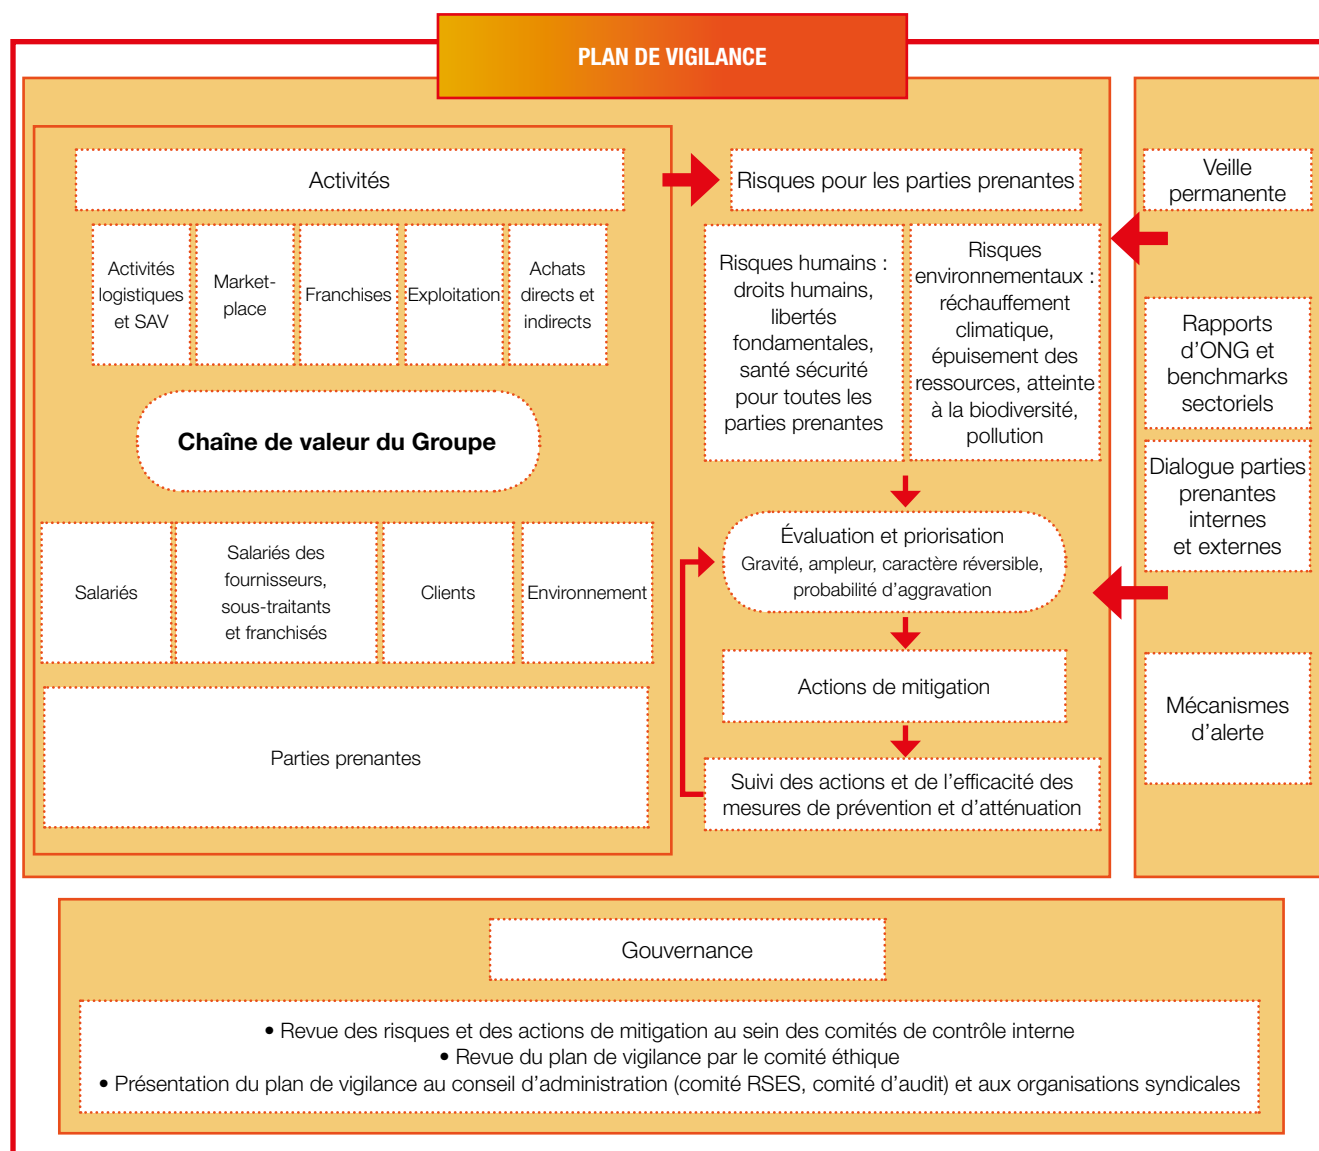 PLAN DE VIGILANCE
Activités
Activités
logistiques
et SAV
Market-
place
Franchises
Exploitation
Achats
directs et
indirects
Chaîne de valeur du Groupe
Salariés
Salariés des
fournisseurs,
sous-traitants
et franchisés
Clients
Environnement
Parties prenantes
Risques pour les parties prenantes
Risques humains :
droits humains,
libertés
fondamentales,
santé sécurité
pour toutes les
parties prenantes
Risques
environnementaux :
réchauffement
climatique,
épuisement des
ressources, atteinte
à la biodiversité,
pollution
Évaluation et priorisation
Gravité, ampleur, caractère réversible,
probabilité d’aggravation
Actions de mitigation
Suivi des actions et de l’efficacité des
mesures de prévention et d’atténuation
Veille
permanente
Rapports
d’ONG et
benchmarks
sectoriels
Dialogue parties
prenantes
internes
et externes
Mécanismes
d’alerte
Gouvernance
• Revue des risques et des actions de mitigation au sein des comités de contrôle interne
• Revue du plan de vigilance par le comité éthique
• Présentation du plan de vigilance au conseil d’administration (comité RSES, comité d’audit) et aux organisations syndicales